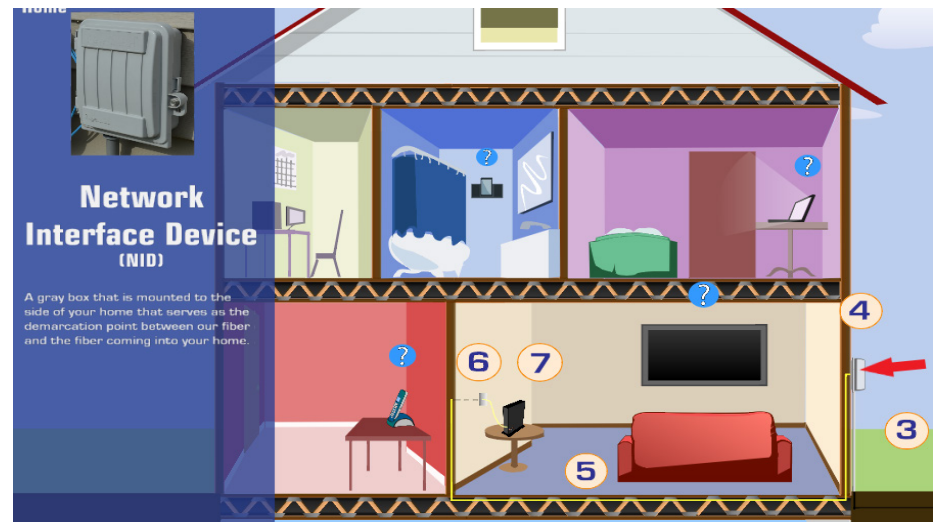 Home
Network
Interface Device
(NID)
A gray box that is mounted to the
side of your home that serves as the
demarcation point between our fiber
and the fiber coming into your home.
?
?
?
4
?
6
7
3
5